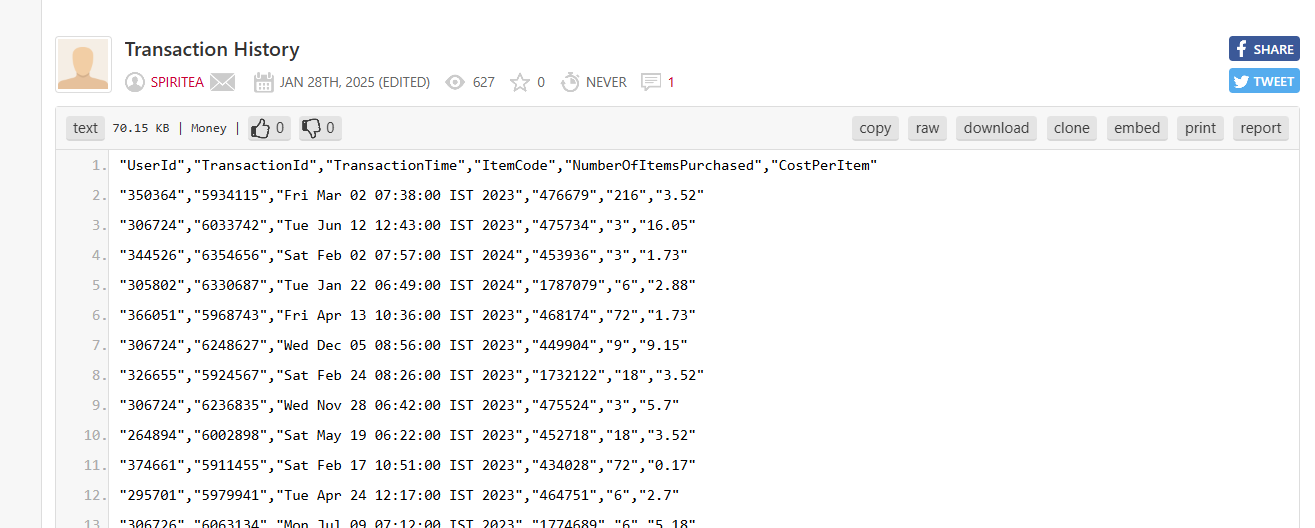 Transaction History
SHARE
SPIRITEA JAN 28TH, 2025 (EDITED) 627 0 NEVER 1
TWEET
text 70.15 KB | Money | 0 0 copy raw download clone embed print report
1. "UserId","TransactionId","TransactionTime","ItemCode","NumberOfItemsPurchased","CostPerItem"
2. "350364","5934115","Fri Mar 02 07:38:00 IST 2023","476679","216","3.52"
3. "306724","6033742","Tue Jun 12 12:43:00 IST 2023","475734","3","16.05"
4. "344526","6354656","Sat Feb 02 07:57:00 IST 2024","453936","3","1.73"
5. "305802","6330687","Tue Jan 22 06:49:00 IST 2024","1787079","6","2.88"
6. "366051","5968743","Fri Apr 13 10:36:00 IST 2023","468174","72","1.73"
7. "306724","6248627","Wed Dec 05 08:56:00 IST 2023","449904","9","9.15"
8. "326655","5924567","Sat Feb 24 08:26:00 IST 2023","1732122","18","3.52"
9. "306724","6236835","Wed Nov 28 06:42:00 IST 2023","475524","3","5.7"
10. "264894","6002898","Sat May 19 06:22:00 IST 2023","452718","18","3.52"
11. "374661","5911455","Sat Feb 17 10:51:00 IST 2023","434028","72","0.17"
12. "295701","5979941","Tue Apr 24 12:17:00 IST 2023","464751","6","2.7"
13. "306726","6063134","Mon Jul 09 07:12:00 IST 2023","1774689","6","5.18"